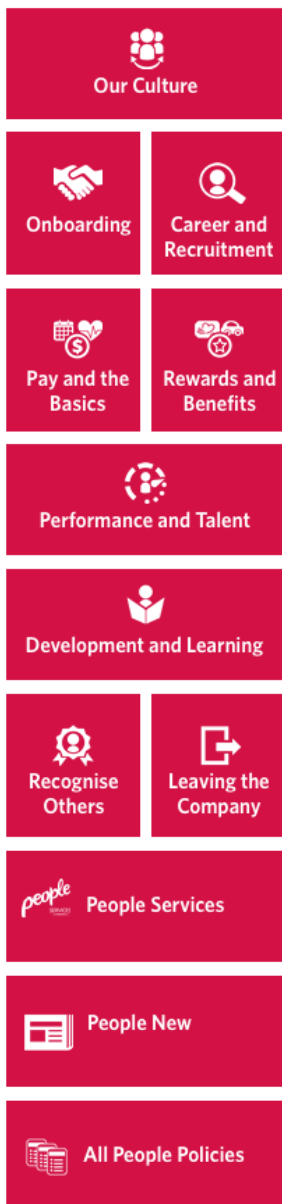 Our Culture
Onboarding
Career and
Recruitment
Pay and the
Basics
Rewards and
Benefits
Performance and Talent
Development and Learning
Recognise
Others
Leaving the
Company
people
SERVICES
People Services
People New
All People Policies